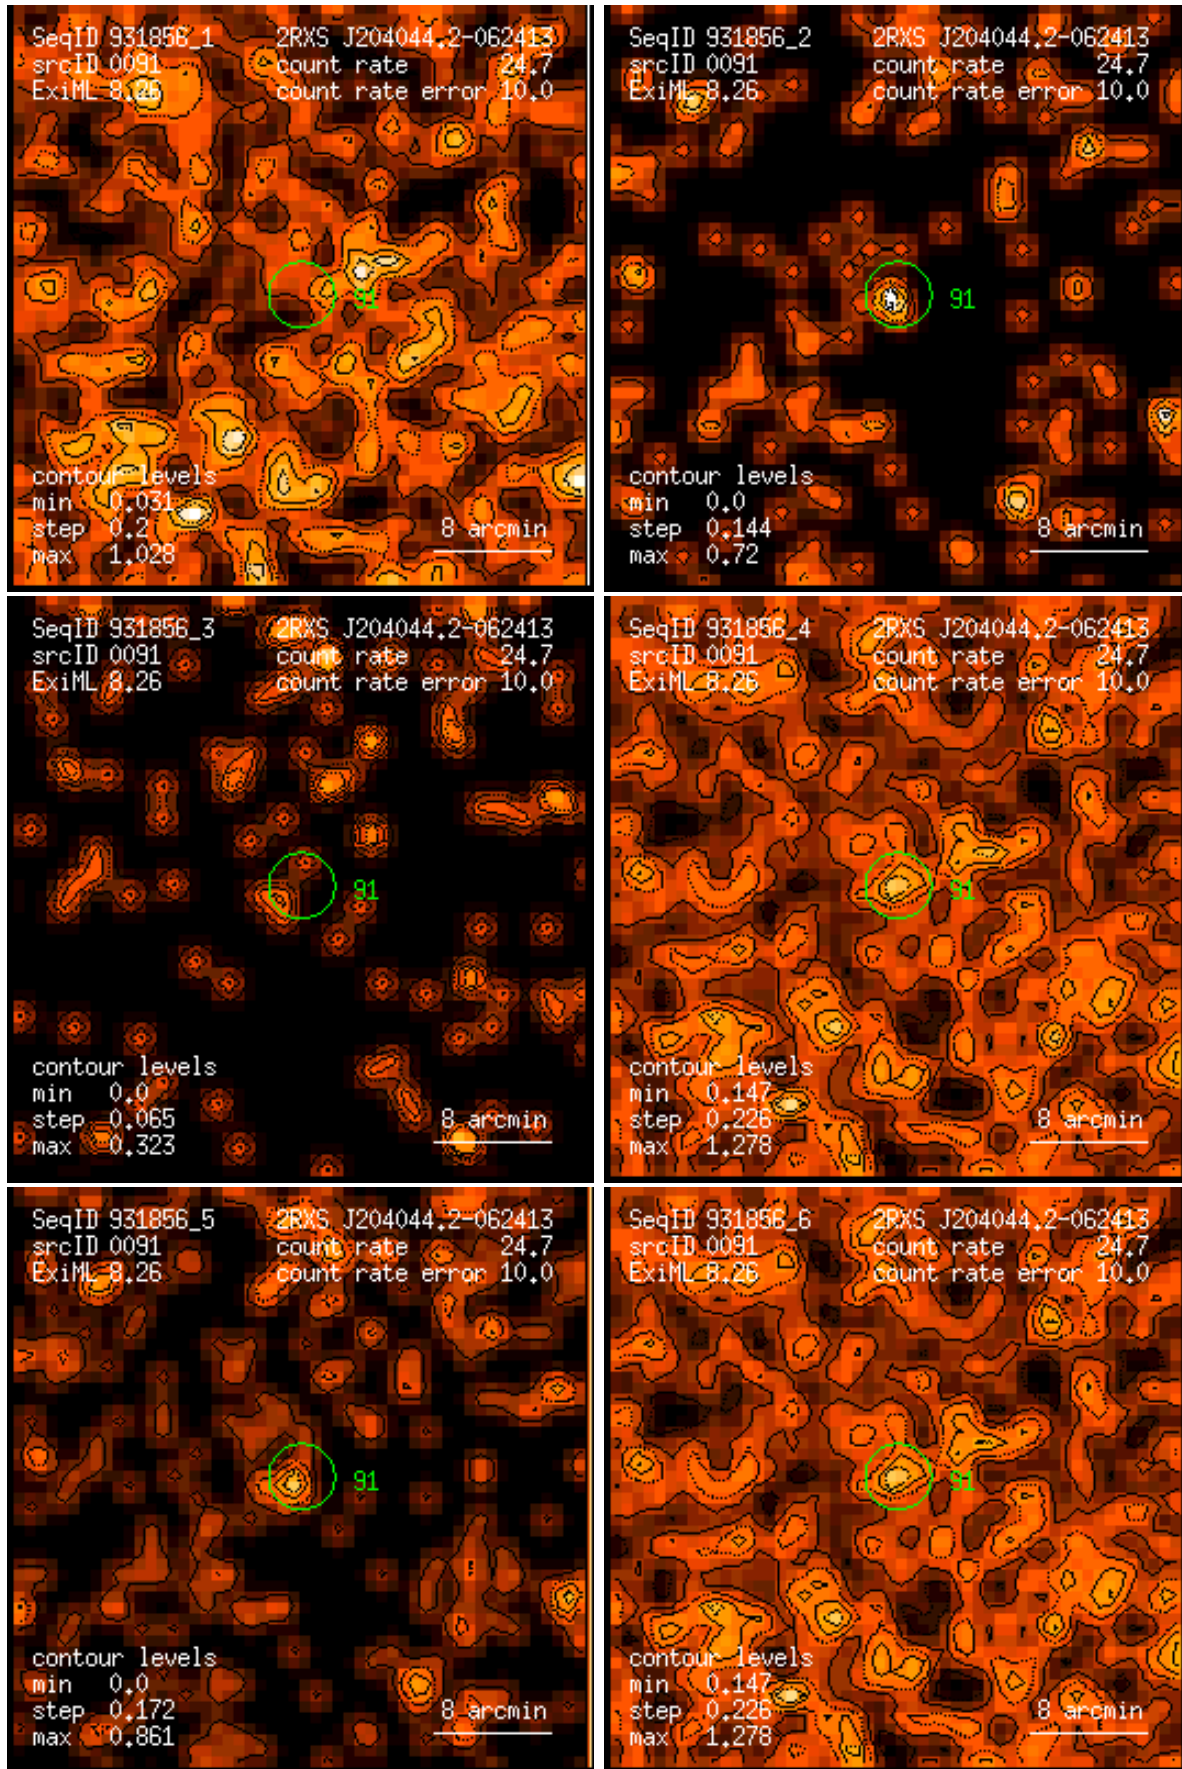 SeqID 931856_1 2RXS J204044.2-062413
srcID 0091 count rate 24.7
ExiML 8.26 count rate error 10.0
91
contour levels
min 0.031
step 0.2
max 1.028
8 arcmin
SeqID 931856_2 2RXS J204044.2-062413
srcID 0091 count rate 24.7
ExiML 8.26 count rate error 10.0
91
contour levels
min 0.0
step 0.144
max 0.72
8 arcmin
SeqID 931856_3 2RXS J204044.2-062413
srcID 0091 count rate 24.7
ExiML 8.26 count rate error 10.0
91
contour levels
min 0.0
step 0.065
max 0.323
8 arcmin
SeqID 931856_4 2RXS J204044.2-062413
srcID 0091 count rate 24.7
ExiML 8.26 count rate error 10.0
91
contour levels
min 0.147
step 0.226
max 1.278
8 arcmin
SeqID 931856_5 2RXS J204044.2-062413
srcID 0091 count rate 24.7
ExiML 8.26 count rate error 10.0
91
contour levels
min 0.0
step 0.172
max 0.861
8 arcmin
SeqID 931856_6 2RXS J204044.2-062413
srcID 0091 count rate 24.7
ExiML 8.26 count rate error 10.0
91
contour levels
min 0.147
step 0.226
max 1.278
8 arcmin